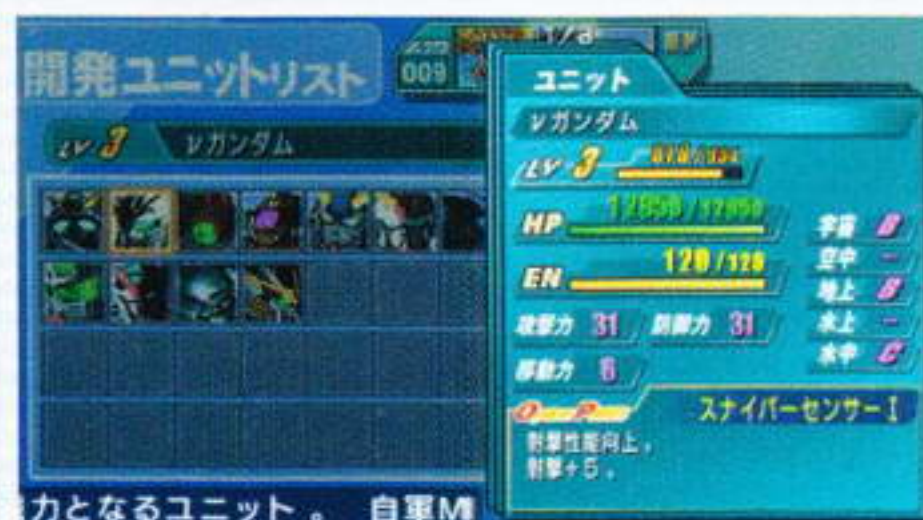 開発ユニットリスト
009
LV 3 νガンダム
ユニット
νガンダム
LV 3
HP 12850/12850
宇宙 B
空中 -
EN 120/120
地上 B
攻撃力 31 防御力 31
水上 -
水中 C
移動力 6
スナイパーセンサーⅠ
射撃性能向上。
射撃+5。
力となるユニット。 自軍M